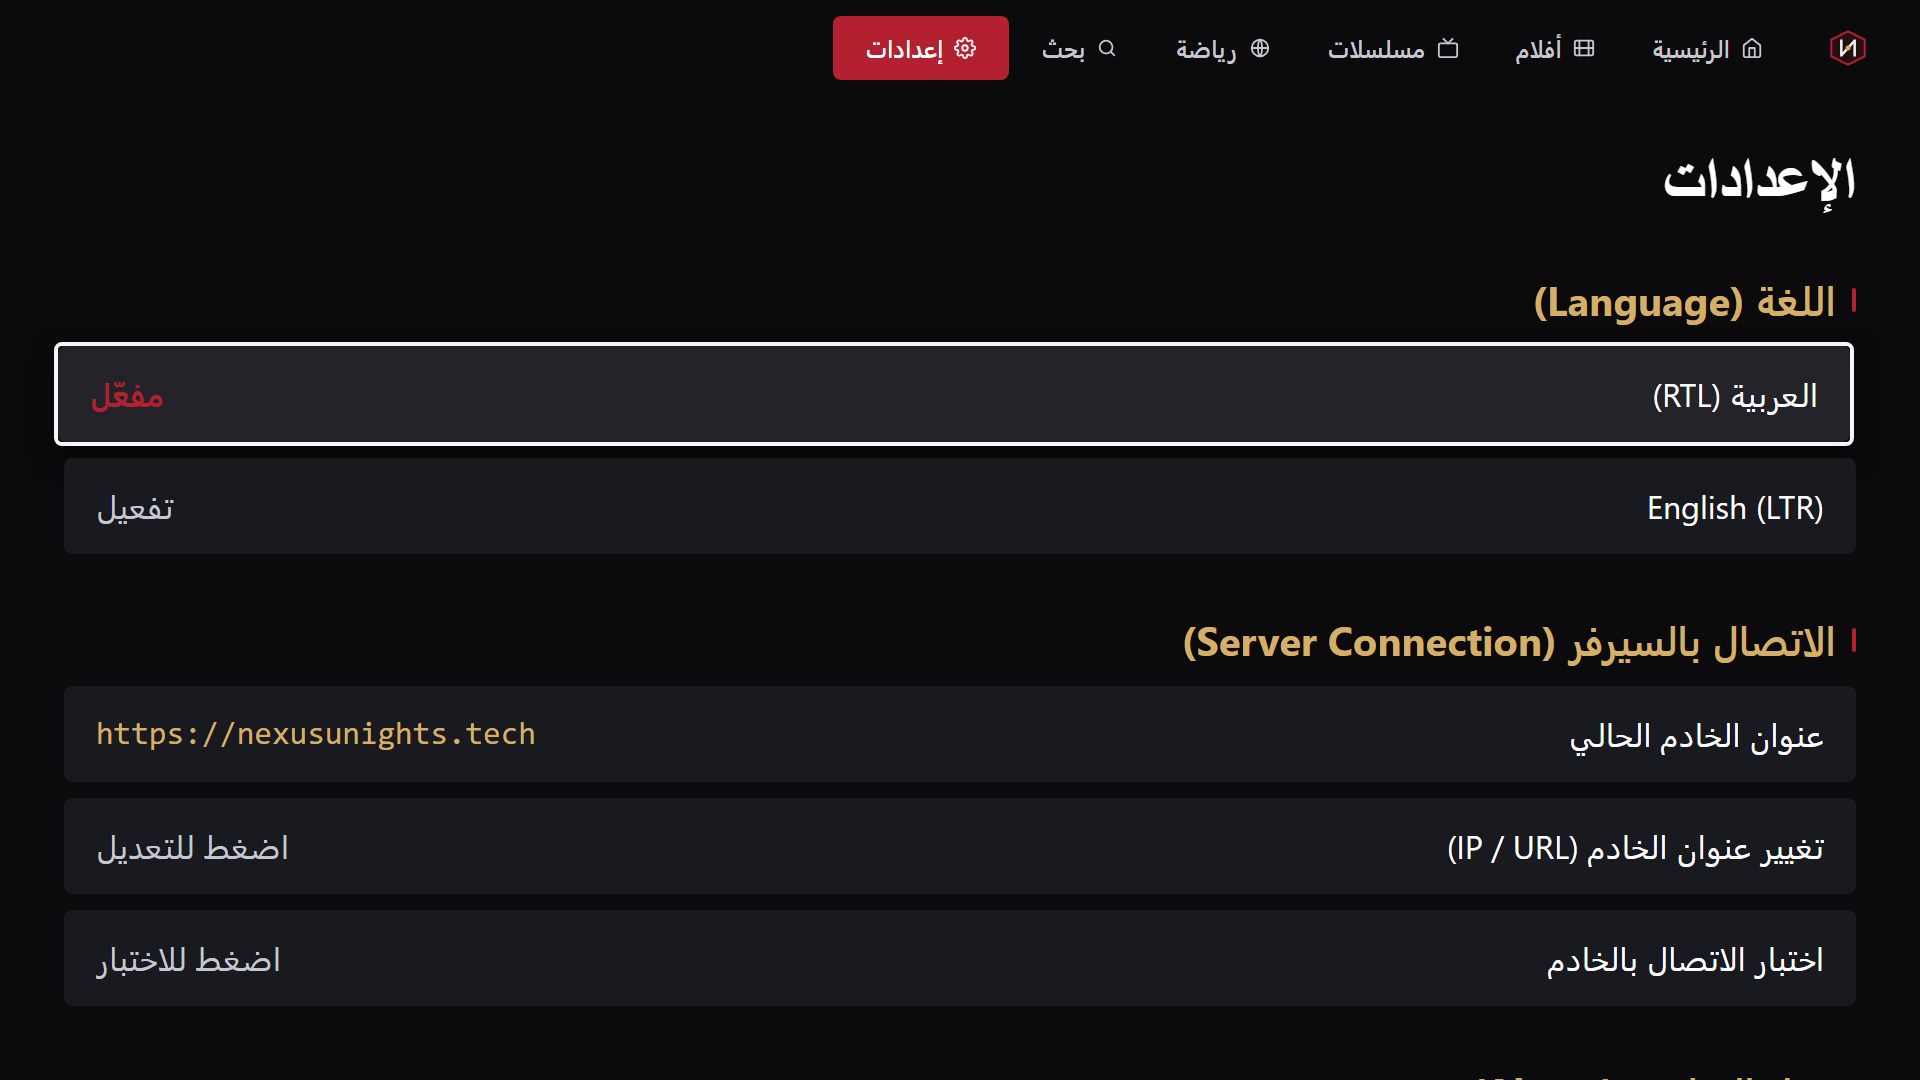 الرئيسية
أفلام
مسلسلات
رياضة
بحث
إعدادات
الإعدادات
اللغة (Language)
العربية (RTL)
مفعّل
English (LTR)
تفعيل
الاتصال بالسيرفر (Server Connection)
عنوان الخادم الحالي
https://nexusunights.tech
تغيير عنوان الخادم (IP / URL)
اضغط للتعديل
اختبار الاتصال بالخادم
اضغط للاختبار